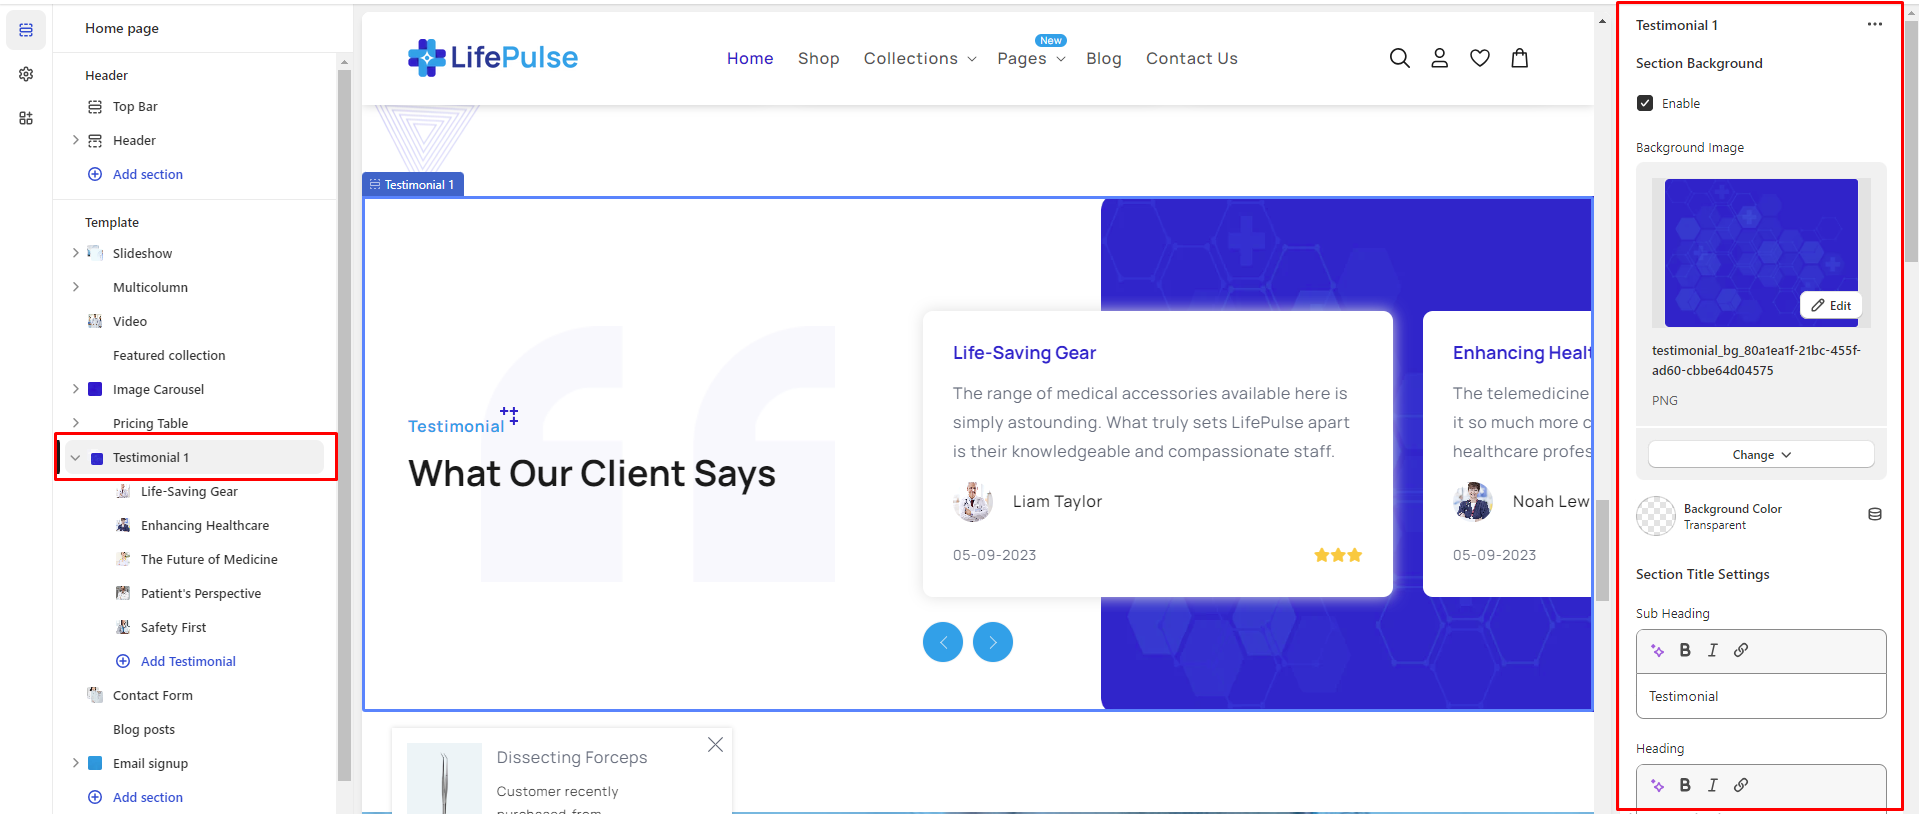 Home page
Header
Top Bar
Header
Add section
Template
Slideshow
Multicolumn
Video
Featured collection
Image Carousel
Pricing Table
Testimonial 1
Life-Saving Gear
Enhancing Healthcare
The Future of Medicine
Patient's Perspective
Safety First
Add Testimonial
Contact Form
Blog posts
Email signup
Add section
LifePulse
Home Shop Collections Pages New Blog Contact Us
Testimonial 1
Testimonial
What Our Client Says
Life-Saving Gear
The range of medical accessories available here is
simply astounding. What truly sets LifePulse apart
is their knowledgeable and compassionate staff.
Liam Taylor
05-09-2023
Enhancing Healt
The telemedicine
it so much more c
healthcare profes
Noah Lew
05-09-2023
Dissecting Forceps
Customer recently
purchased from
Testimonial 1
Section Background
Enable
Background Image
Edit
testimonial_bg_80a1ea1f-21bc-455f-
ad60-cbbe64d04575
PNG
Change
Background Color
Transparent
Section Title Settings
Sub Heading
B I
Testimonial
Heading
B I